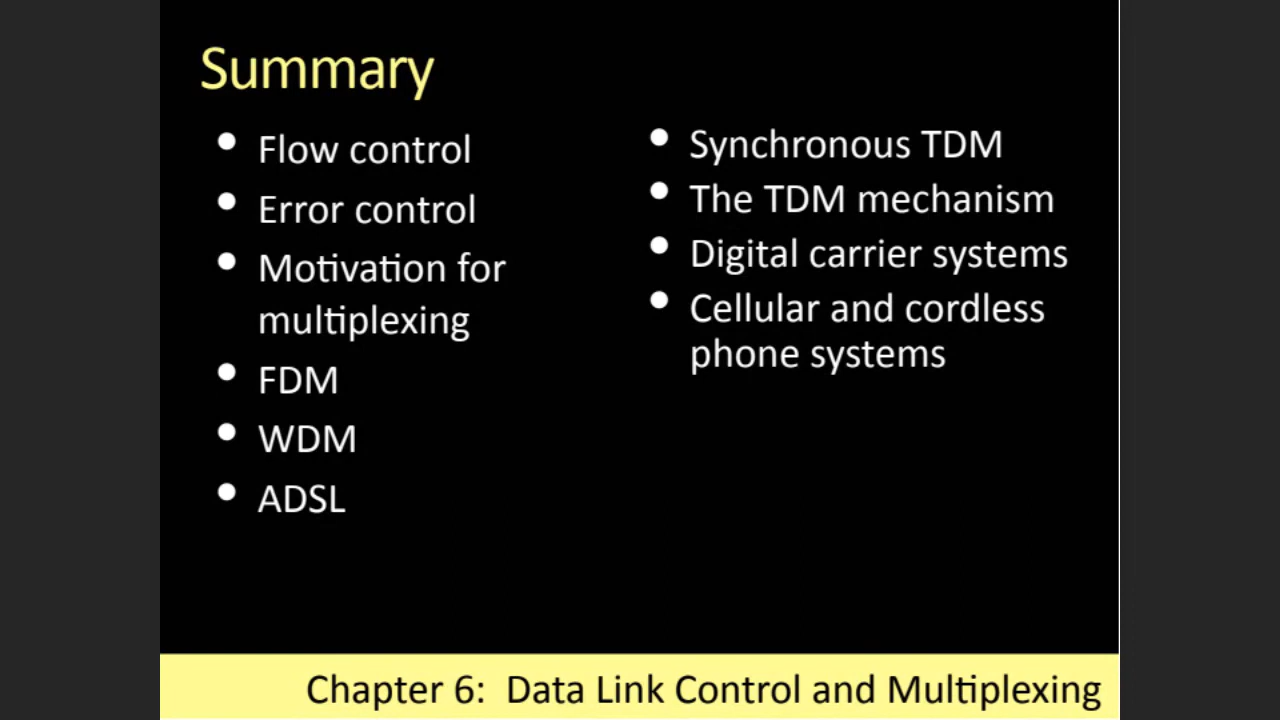 Summary
• Flow control
• Error control
• Motivation for
multiplexing
• FDM
• WDM
• ADSL
• Synchronous TDM
• The TDM mechanism
• Digital carrier systems
• Cellular and cordless
phone systems
Chapter 6: Data Link Control and Multiplexing